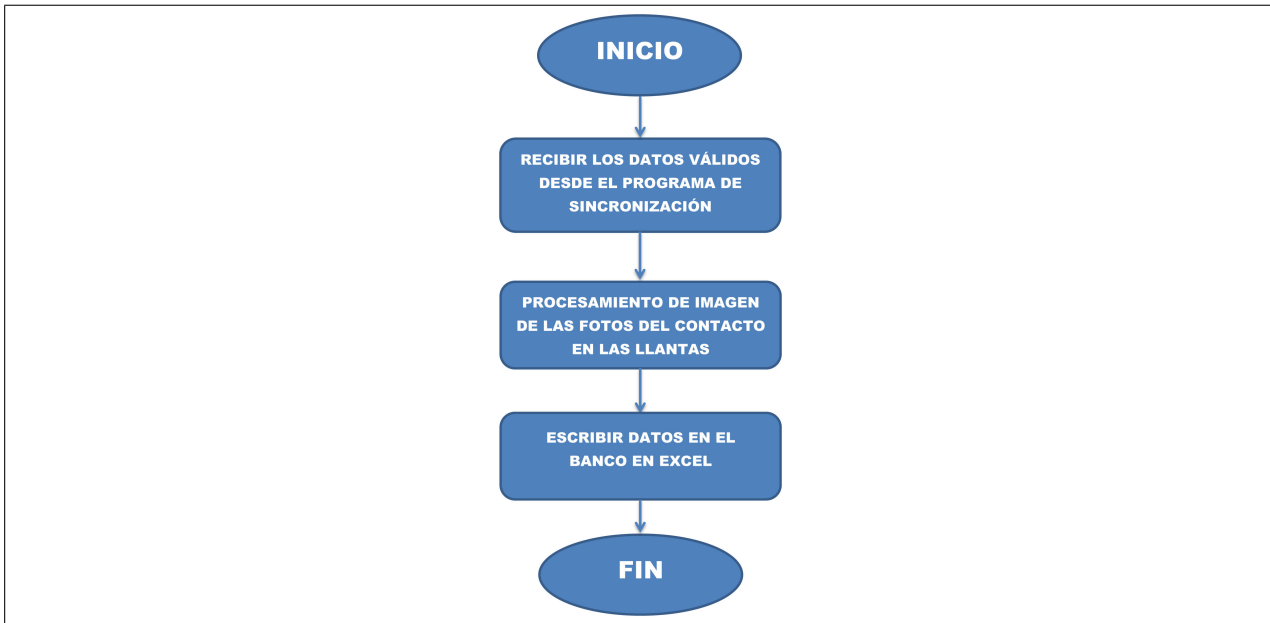 INICIO
RECIBIR LOS DATOS VÁLIDOS
DESDE EL PROGRAMA DE
SINCRONIZACIÓN
PROCESAMIENTO DE IMAGEN
DE LAS FOTOS DEL CONTACTO
EN LAS LLANTAS
ESCRIBIR DATOS EN EL
BANCO EN EXCEL
FIN